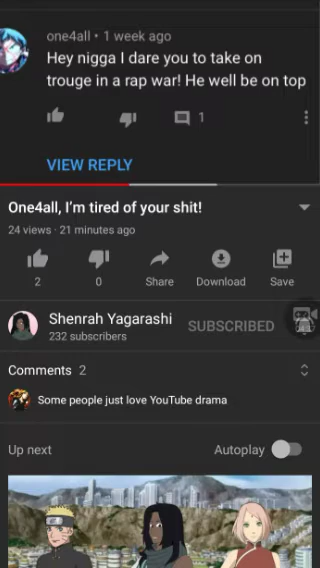 one4all • 1 week ago
Hey nigga I dare you to take on
trouge in a rap war! He well be on top
1
VIEW REPLY
One4all, I'm tired of your shit!
24 views · 21 minutes ago
2 0 Share Download Save
Shenrah Yagarashi SUBSCRIBED
232 subscribers
Comments 2
Some people just love YouTube drama
Up next Autoplay